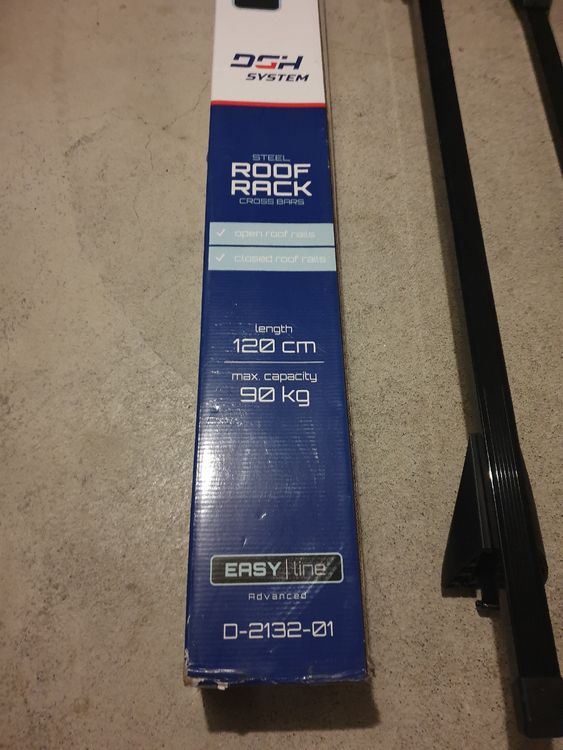 DSH
SYSTEM
STEEL
ROOF
RACK
CROSS BARS
open roof rails
closed roof rails
length
120 cm
max. capacity
90 kg
EASY line
Advanced
D-2132-01